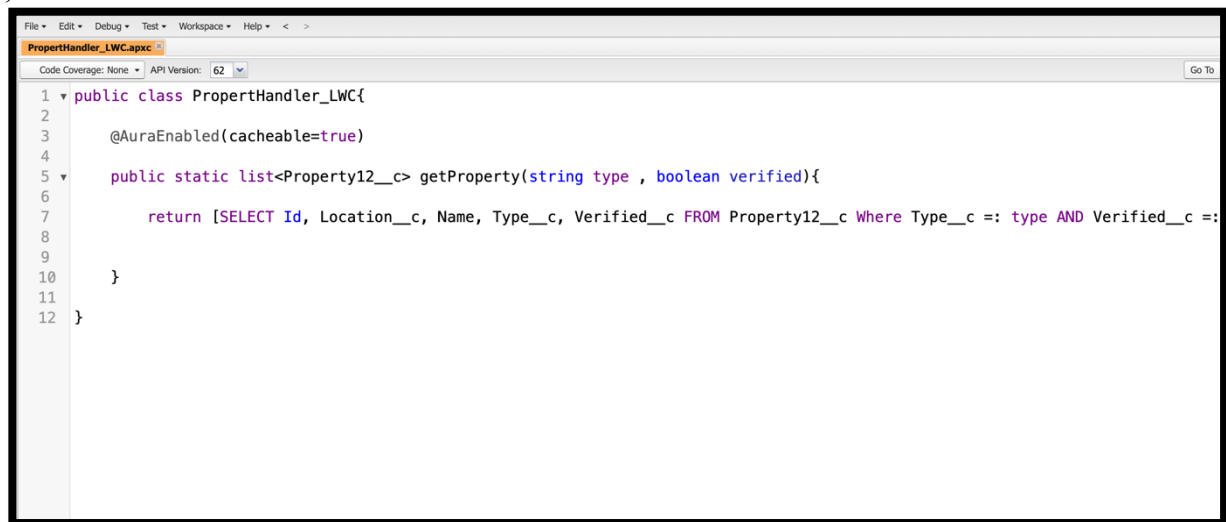 File Edit Debug Test Workspace Help < >
PropertHandler_LWC.apxc
Code Coverage: None API Version: 62 Go To
1 public class PropertHandler_LWC{
2
3 @AuraEnabled(cacheable=true)
4
5 public static list<Property12__c> getProperty(string type , boolean verified){
6
7 return [SELECT Id, Location__c, Name, Type__c, Verified__c FROM Property12__c Where Type__c =: type AND Verified__c =:
8
9
10 }
11
12 }